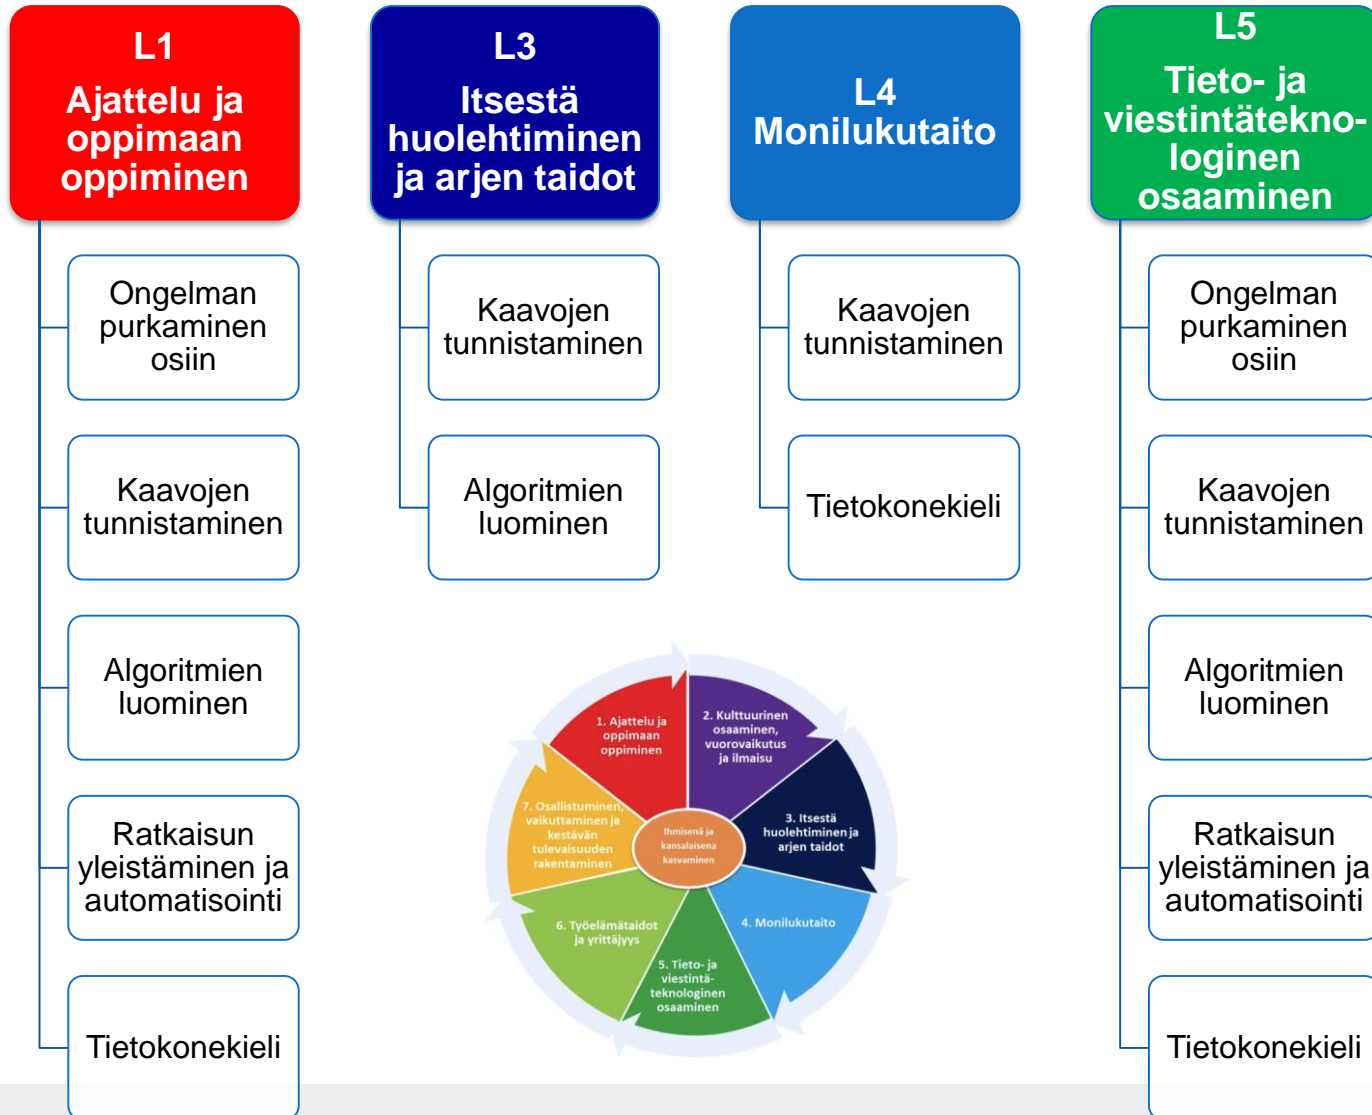 L1
Ajattelu ja
oppimaan
oppiminen
Ongelman
purkaminen
osiin
Kaavojen
tunnistaminen
Algoritmien
luominen
Ratkaisun
yleistäminen ja
automatisointi
Tietokonekieli
L3
Itsestä
huolehtiminen
ja arjen taidot
Kaavojen
tunnistaminen
Algoritmien
luominen
L4
Monilukutaito
Kaavojen
tunnistaminen
Tietokonekieli
L5
Tieto- ja
viestintätekno-
loginen
osaaminen
Ongelman
purkaminen
osiin
Kaavojen
tunnistaminen
Algoritmien
luominen
Ratkaisun
yleistäminen ja
automatisointi
Tietokonekieli
1. Ajattelu ja
oppimaan
oppiminen
2. Kulttuurinen
osaaminen,
vuorovaikutus
ja ilmaisu
3. Itsestä
huolehtiminen ja
arjen taidot
4. Monilukutaito
5. Tieto- ja
viestintä-
teknologinen
osaaminen
6. Työelämätaidot
ja yrittäjyys
7. Osallistuminen,
vaikuttaminen ja
kestävän
tulevaisuuden
rakentaminen
Ihmisenä ja
kansalaisena
kasvaminen